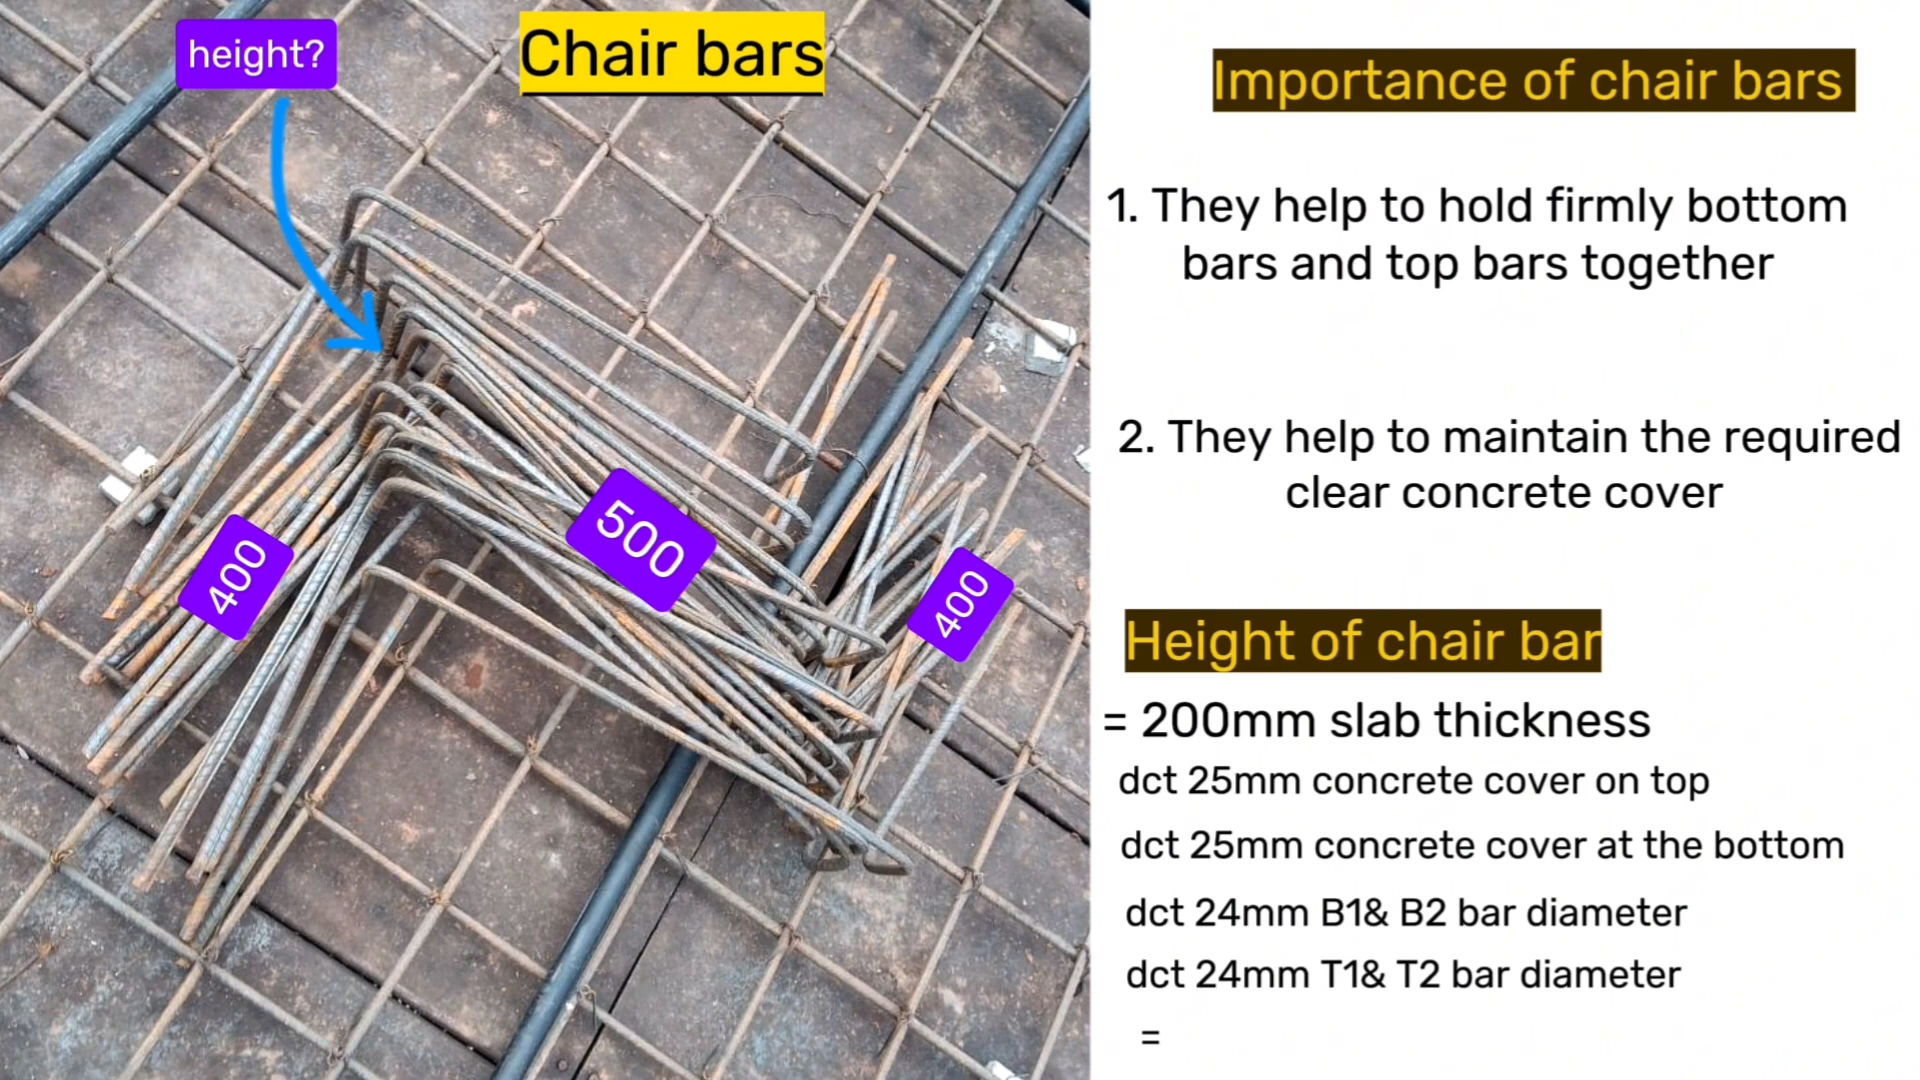 height?
Chair bars
500
400
400
Importance of chair bars
1. They help to hold firmly bottom
bars and top bars together
2. They help to maintain the required
clear concrete cover
Height of chair bar
= 200mm slab thickness
dct 25mm concrete cover on top
dct 25mm concrete cover at the bottom
dct 24mm B1& B2 bar diameter
dct 24mm T1& T2 bar diameter
=